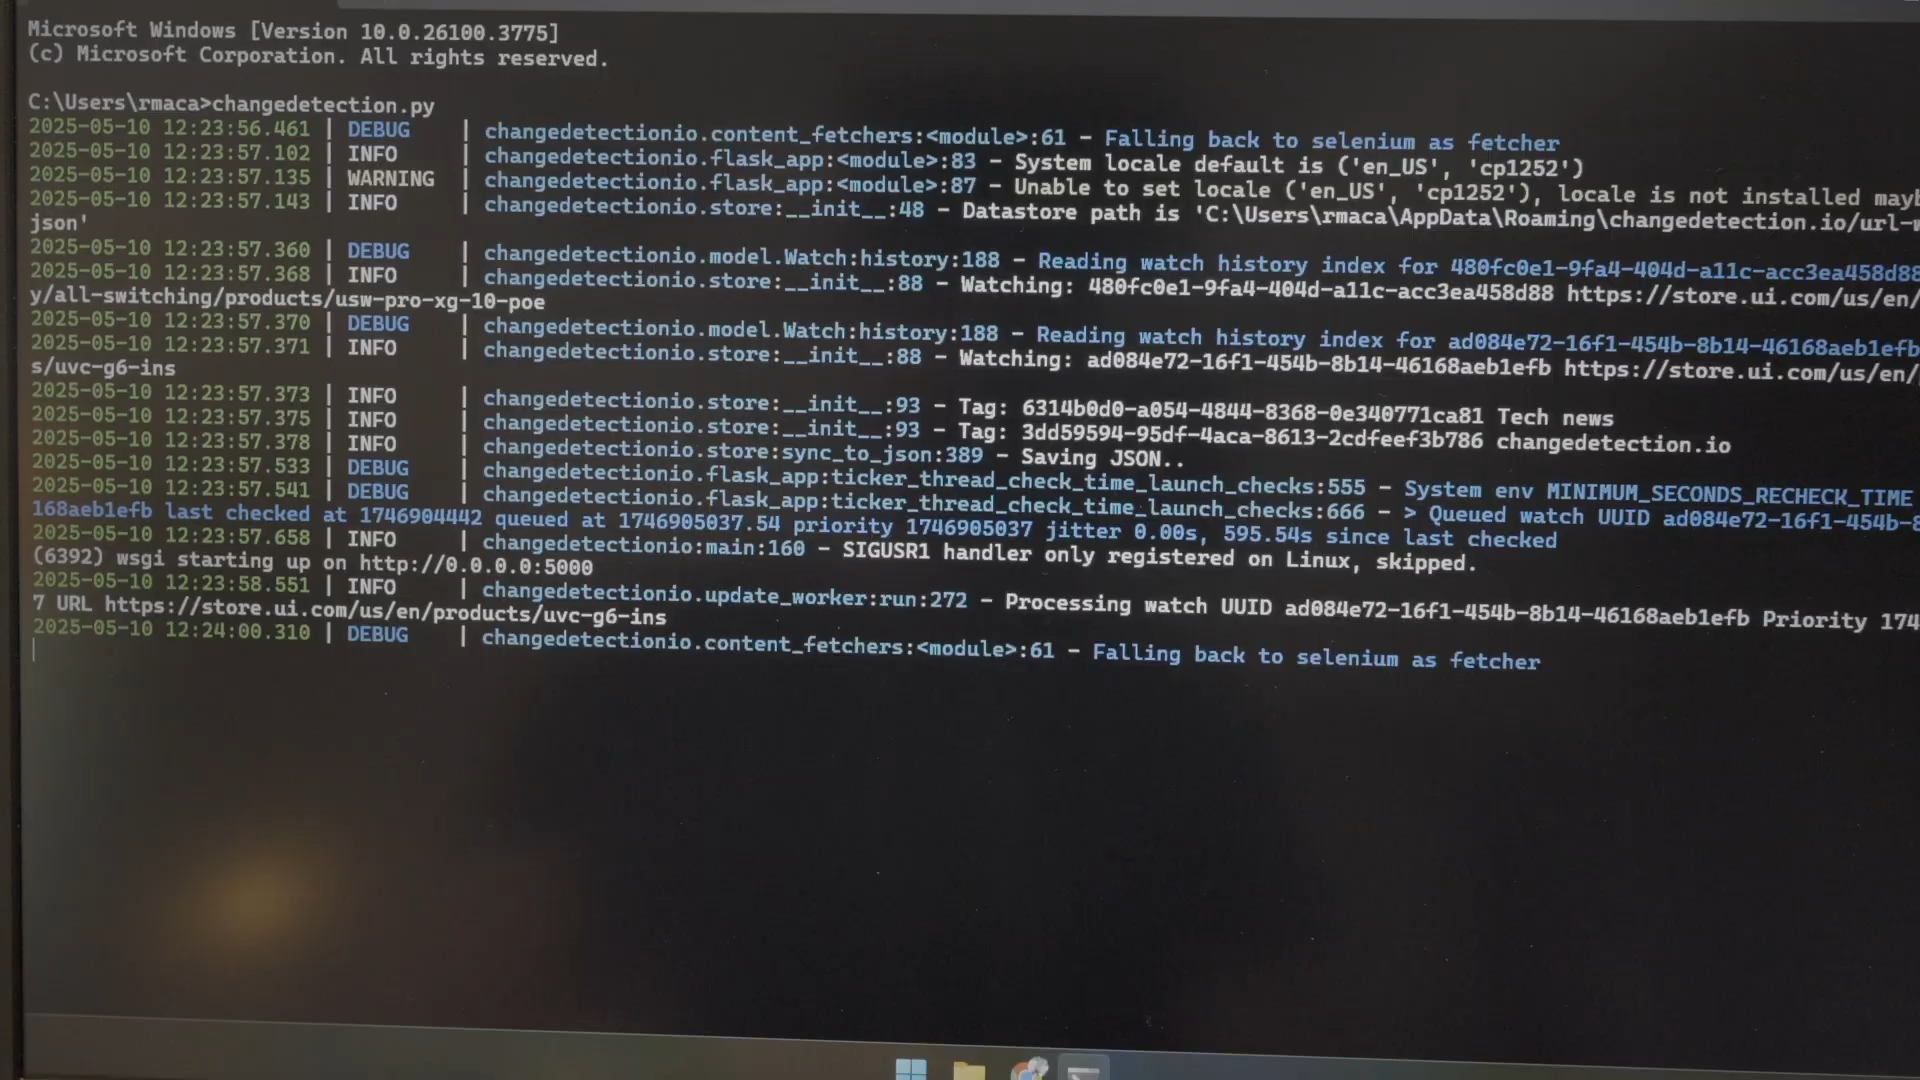 Microsoft Windows [Version 10.0.26100.3775]
(c) Microsoft Corporation. All rights reserved.
C:\Users\rmaca>changedetection.py
2025-05-10 12:23:56.461 | DEBUG | changedetectionio.content_fetchers:<module>:61 - Falling back to selenium as fetcher
2025-05-10 12:23:57.102 | INFO | changedetectionio.flask_app:<module>:83 - System locale default is ('en_US', 'cp1252')
2025-05-10 12:23:57.135 | WARNING | changedetectionio.flask_app:<module>:87 - Unable to set locale ('en_US', 'cp1252'), locale is not installed mayb
2025-05-10 12:23:57.143 | INFO | changedetectionio.store:__init__:48 - Datastore path is 'C:\Users\rmaca\AppData\Roaming\changedetection.io/url-w
json'
2025-05-10 12:23:57.360 | DEBUG | changedetectionio.model.Watch:history:188 - Reading watch history index for 480fc0e1-9fa4-404d-a11c-acc3ea458d88
2025-05-10 12:23:57.368 | INFO | changedetectionio.store:__init__:88 - Watching: 480fc0e1-9fa4-404d-a11c-acc3ea458d88 https://store.ui.com/us/en/
y/all-switching/products/usw-pro-xg-10-poe
2025-05-10 12:23:57.370 | DEBUG | changedetectionio.model.Watch:history:188 - Reading watch history index for ad084e72-16f1-454b-8b14-46168aeb1efb
2025-05-10 12:23:57.371 | INFO | changedetectionio.store:__init__:88 - Watching: ad084e72-16f1-454b-8b14-46168aeb1efb https://store.ui.com/us/en/
s/uvc-g6-ins
2025-05-10 12:23:57.373 | INFO | changedetectionio.store:__init__:93 - Tag: 6314b0d0-a054-4844-8368-0e340771ca81 Tech news
2025-05-10 12:23:57.375 | INFO | changedetectionio.store:__init__:93 - Tag: 3dd59594-95df-4aca-8613-2cdfeef3b786 changedetection.io
2025-05-10 12:23:57.378 | INFO | changedetectionio.store:sync_to_json:389 - Saving JSON..
2025-05-10 12:23:57.533 | DEBUG | changedetectionio.flask_app:ticker_thread_check_time_launch_checks:555 - System env MINIMUM_SECONDS_RECHECK_TIME
2025-05-10 12:23:57.541 | DEBUG | changedetectionio.flask_app:ticker_thread_check_time_launch_checks:666 - > Queued watch UUID ad084e72-16f1-454b-8
168aeb1efb last checked at 1746904442 queued at 1746905037.54 priority 1746905037 jitter 0.00s, 595.54s since last checked
2025-05-10 12:23:57.658 | INFO | changedetectionio:main:160 - SIGUSR1 handler only registered on Linux, skipped.
(6392) wsgi starting up on http://0.0.0.0:5000
2025-05-10 12:23:58.551 | INFO | changedetectionio.update_worker:run:272 - Processing watch UUID ad084e72-16f1-454b-8b14-46168aeb1efb Priority 174
7 URL https://store.ui.com/us/en/products/uvc-g6-ins
2025-05-10 12:24:00.310 | DEBUG | changedetectionio.content_fetchers:<module>:61 - Falling back to selenium as fetcher